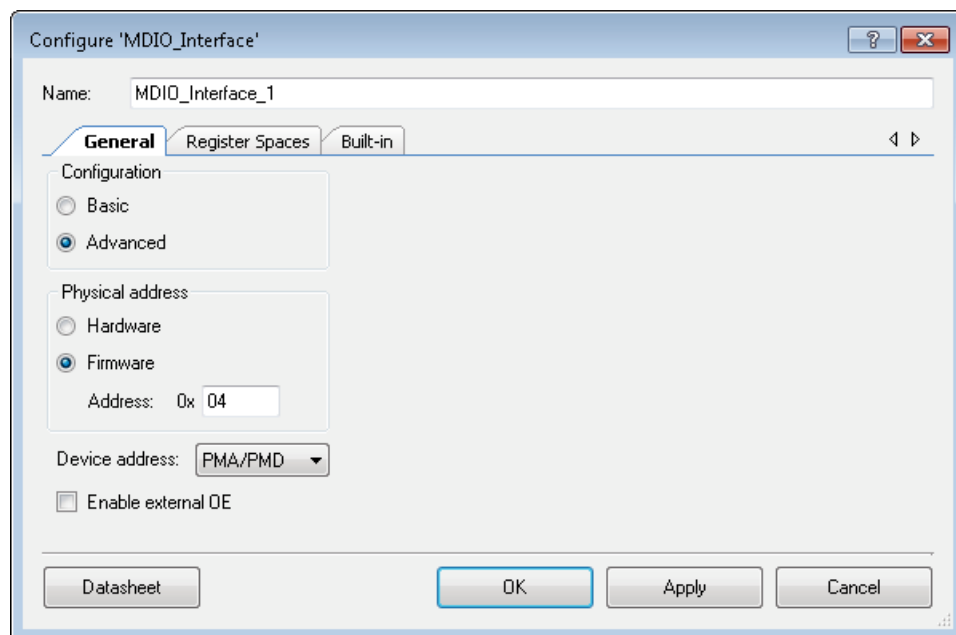 Configure 'MDIO_Interface'
Name: MDIO_Interface_1
General Register Spaces Built-in
Configuration
Basic
Advanced
Physical address
Hardware
Firmware
Address: 0x 04
Device address: PMA/PMD
Enable external OE
Datasheet OK Apply Cancel